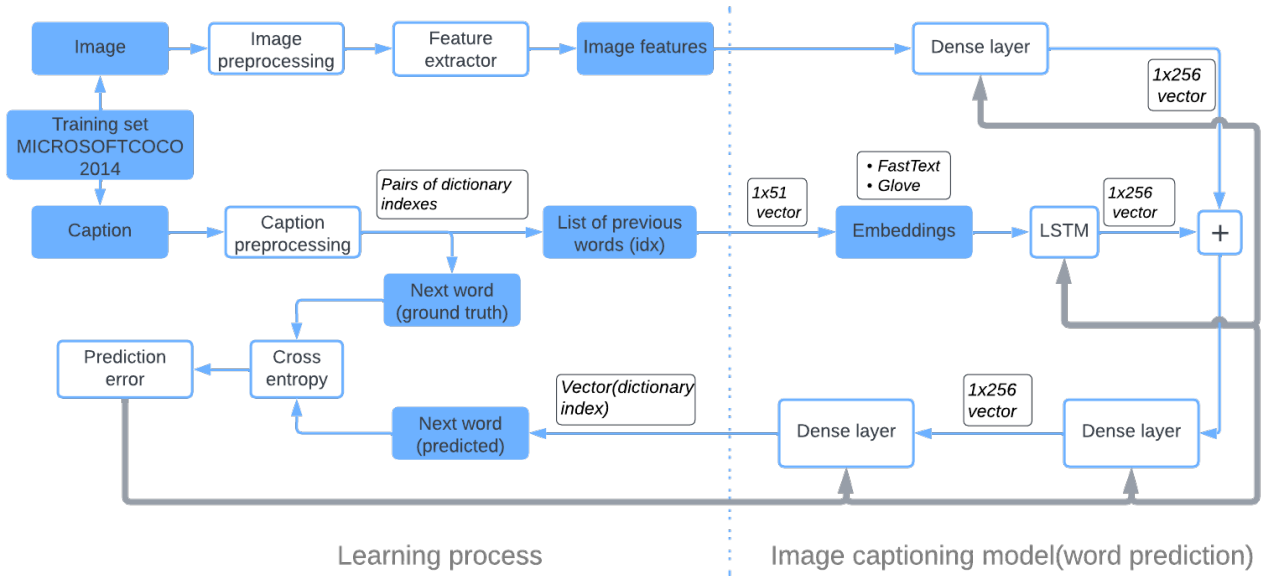 Image
Image
preprocessing
Feature
extractor
Image features
Dense layer
1x256
vector
Training set
MICROSOFTCOCO
2014
Pairs of dictionary
indexes
1x51
vector
• FastText
• Glove
1x256
vector
Caption
Caption
preprocessing
List of previous
words (idx)
Embeddings
LSTM
+
Next word
(ground truth)
Prediction
error
Cross
entropy
Vector(dictionary
index)
1x256
vector
Next word
(predicted)
Dense layer
Dense layer
Learning process
Image captioning model(word prediction)